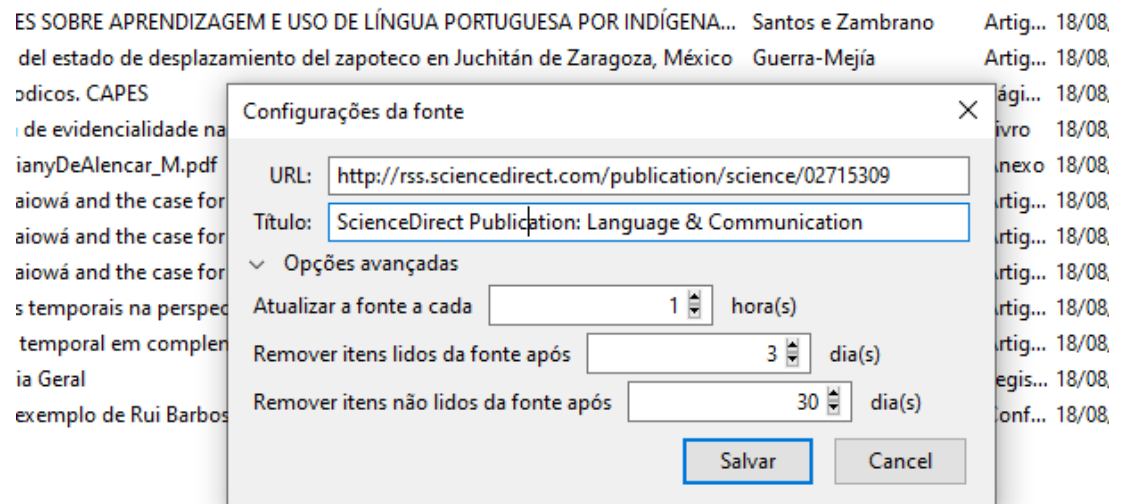 ES SOBRE APRENDIZAGEM E USO DE LÍNGUA PORTUGUESA POR INDÍGENA... Santos e Zambrano Artig... 18/08/
del estado de desplazamiento del zapoteco en Juchitán de Zaragoza, México Guerra-Mejía Artig... 18/08/
odicos. CAPES ági... 18/08/
Configurações da fonte
de evidencialidade na ivro 18/08/
ianyDeAlencar_M.pdf nexo 18/08/
URL: http://rss.sciencedirect.com/publication/science/02715309
aiowá and the case for rtig... 18/08/
Título: ScienceDirect Publication: Language & Communication
aiowá and the case for rtig... 18/08/
Opções avançadas
aiowá and the case for rtig... 18/08/
s temporais na perspec rtig... 18/08/
Atualizar a fonte a cada 1 hora(s)
temporal em complen rtig... 18/08/
Remover itens lidos da fonte após 3 dia(s)
ia Geral egis... 18/08/
Remover itens não lidos da fonte após 30 dia(s)
exemplo de Rui Barbos onf... 18/08/
Salvar Cancel